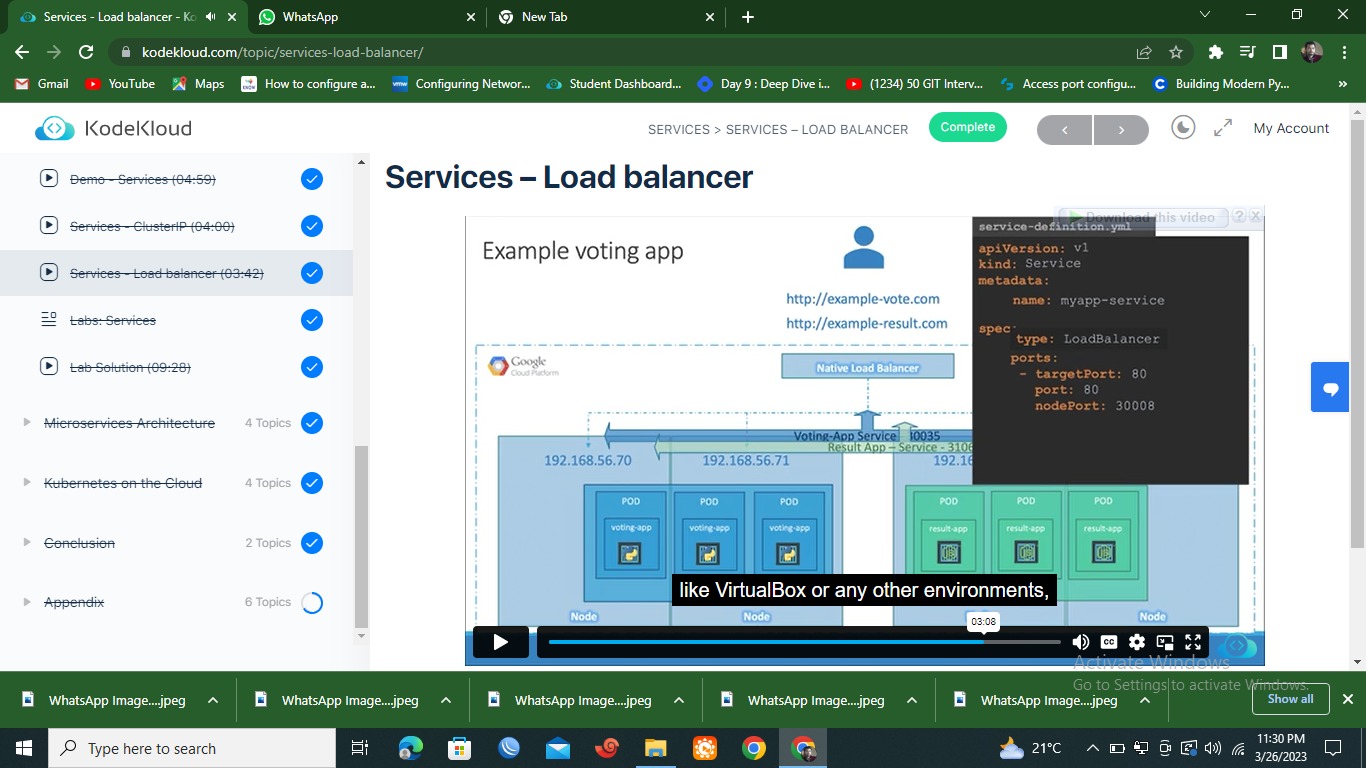 Services - Load balancer - Ko
WhatsApp
New Tab
kodekloud.com/topic/services-load-balancer/
Gmail
YouTube
Maps
How to configure a...
Configuring Networ...
Student Dashboard...
Day 9 : Deep Dive i...
(1234) 50 GIT Interv...
Access port configu...
Building Modern Py...
»
KodeKloud
SERVICES > SERVICES – LOAD BALANCER
Complete
My Account
Demo - Services (04:59)
Services - ClusterIP (04:00)
Services - Load balancer (03:42)
Labs: Services
Lab Solution (09:28)
Microservices Architecture
4 Topics
Kubernetes on the Cloud
4 Topics
Conclusion
2 Topics
Appendix
6 Topics
Services – Load balancer
Download this video
?
Example voting app
http://example-vote.com
http://example-result.com
service-definition.yml
apiVersion: v1
kind: Service
metadata:
name: myapp-service
spec:
type: LoadBalancer
ports:
- targetPort: 80
port: 80
nodePort: 30008
Google
Cloud Platform
Native Load Balancer
Voting-App Service
Result App – Service - 3106
192.168.56.70
192.168.56.71
192.16
POD POD POD
voting-app voting-app voting-app
POD POD POD
result-app result-app result-app
like VirtualBox or any other environments,
Node Node Node
03:08
CC
Activate Windows
Go to Settings to activate Windows.
WhatsApp Image....jpeg
WhatsApp Image....jpeg
WhatsApp Image....jpeg
WhatsApp Image....jpeg
WhatsApp Image....jpeg
Show all
Type here to search
21°C
11:30 PM
3/26/2023